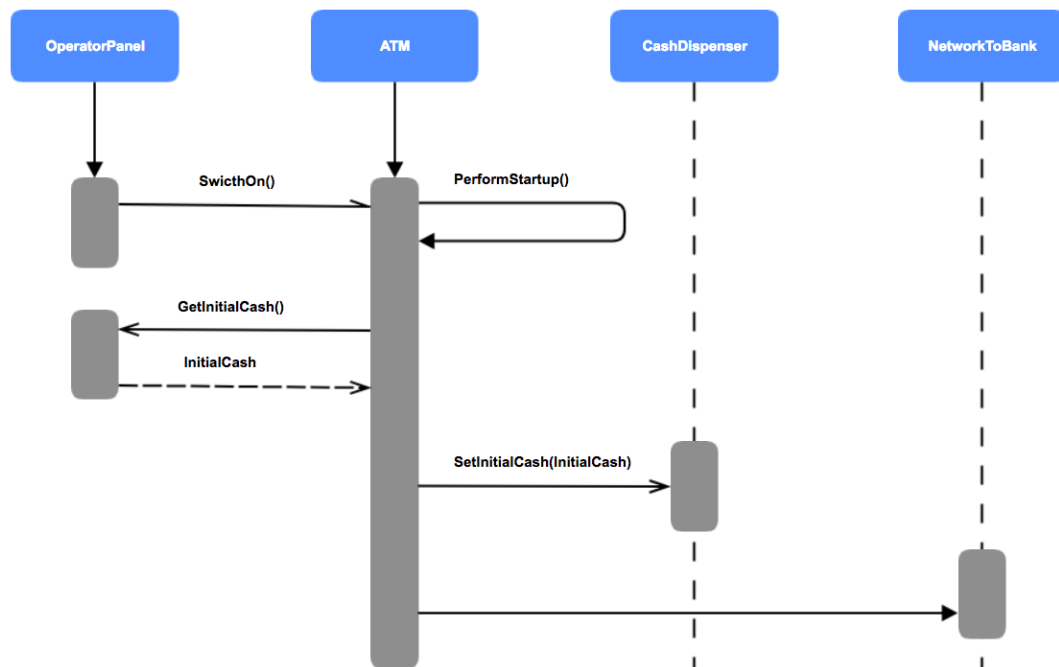 OperatorPanel
ATM
CashDispenser
NetworkToBank
SwicthOn()
PerformStartup()
GetInitialCash()
InitialCash
SetInitialCash(InitialCash)